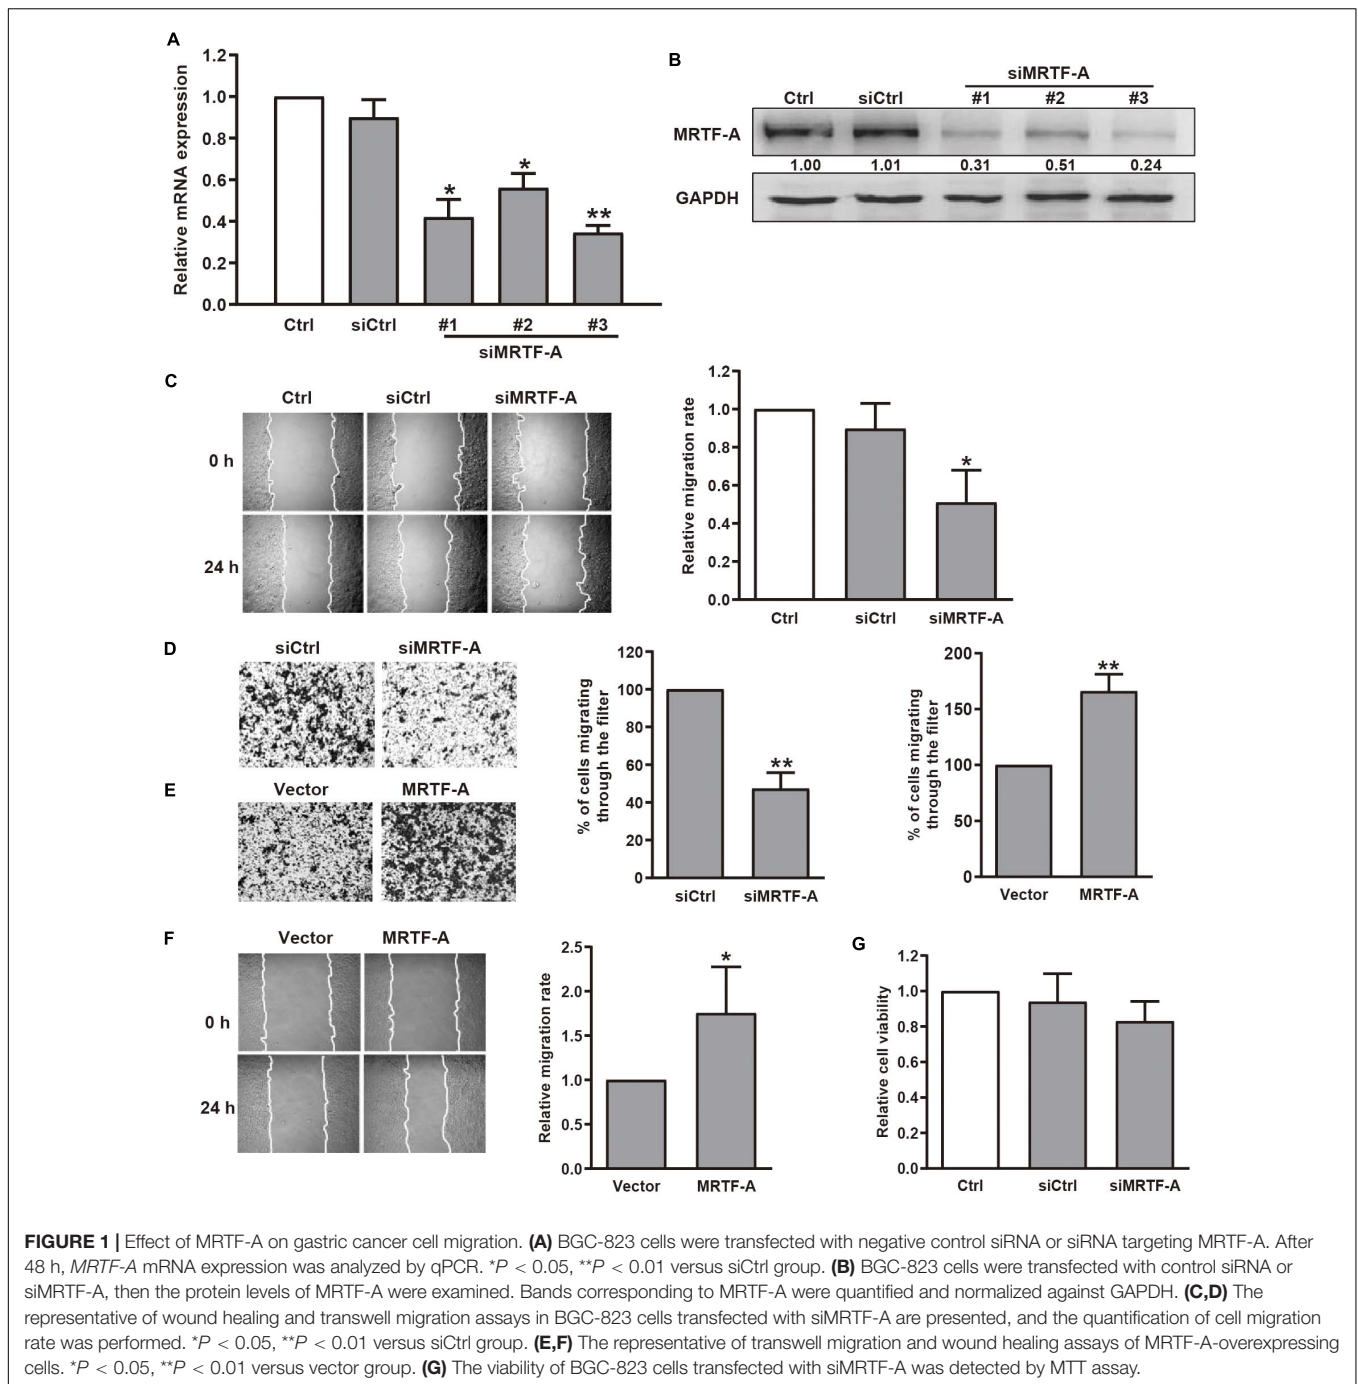 A
1.2
1.0
0.8
0.6
0.4
0.2
0.0
Relative mRNA expression
*
*
**
Ctrl
siCtrl
#1
#2
#3
siMRTF-A
B
siMRTF-A
Ctrl
siCtrl
#1
#2
#3
MRTF-A
1.00
1.01
0.31
0.51
0.24
GAPDH
C
Ctrl
siCtrl
siMRTF-A
0 h
24 h
1.2
1.0
0.8
0.6
0.4
0.2
0.0
Relative migration rate
*
Ctrl
siCtrl
siMRTF-A
D
siCtrl
siMRTF-A
120
100
80
60
40
20
0
% of cells migrating
through the filter
**
siCtrl
siMRTF-A
E
Vector
MRTF-A
200
150
100
50
0
% of cells migrating
through the filter
**
Vector
MRTF-A
F
Vector
MRTF-A
0 h
24 h
2.5
2.0
1.5
1.0
0.5
0.0
Relative migration rate
*
Vector
MRTF-A
G
1.2
1.0
0.8
0.6
0.4
0.2
0.0
Relative cell viability
Ctrl
siCtrl
siMRTF-A
FIGURE 1 | Effect of MRTF-A on gastric cancer cell migration. (A) BGC-823 cells were transfected with negative control siRNA or siRNA targeting MRTF-A. After
48 h, MRTF-A mRNA expression was analyzed by qPCR. *P < 0.05, **P < 0.01 versus siCtrl group. (B) BGC-823 cells were transfected with control siRNA or
siMRTF-A, then the protein levels of MRTF-A were examined. Bands corresponding to MRTF-A were quantified and normalized against GAPDH. (C,D) The
representative of wound healing and transwell migration assays in BGC-823 cells transfected with siMRTF-A are presented, and the quantification of cell migration
rate was performed. *P < 0.05, **P < 0.01 versus siCtrl group. (E,F) The representative of transwell migration and wound healing assays of MRTF-A-overexpressing
cells. *P < 0.05, **P < 0.01 versus vector group. (G) The viability of BGC-823 cells transfected with siMRTF-A was detected by MTT assay.